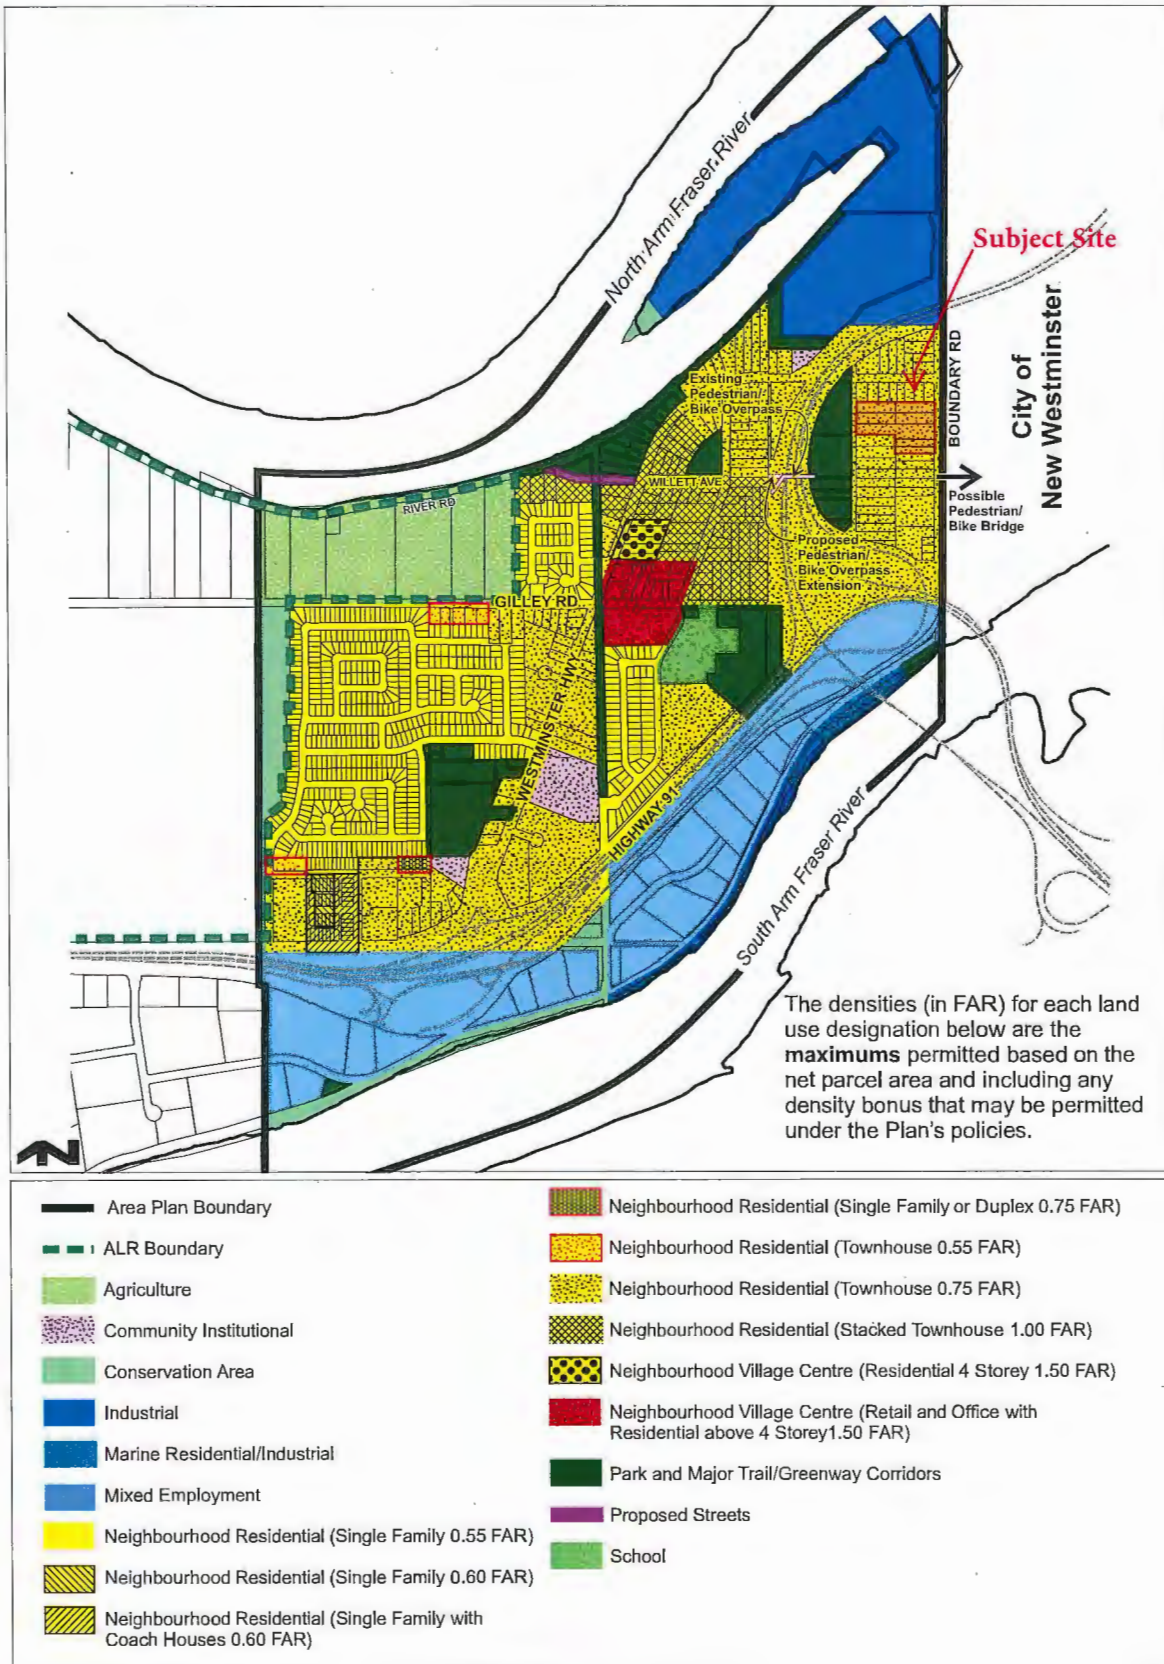 North Arm Fraser River
Subject Site
BOUNDARY RD
City of
New Westminster
Existing
Pedestrian/
Bike Overpass
WILLETT AVE
Possible
Pedestrian/
Bike Bridge
RIVER RD
Proposed
Pedestrian/
Bike Overpass
Extension
GILLEY RD
WESTMINSTER HWY
HIGHWAY 91
South Arm Fraser River
The densities (in FAR) for each land
use designation below are the
maximums permitted based on the
net parcel area and including any
density bonus that may be permitted
under the Plan's policies.
N
Area Plan Boundary
ALR Boundary
Agriculture
Community Institutional
Conservation Area
Industrial
Marine Residential/Industrial
Mixed Employment
Neighbourhood Residential (Single Family 0.55 FAR)
Neighbourhood Residential (Single Family 0.60 FAR)
Neighbourhood Residential (Single Family with
Coach Houses 0.60 FAR)
Neighbourhood Residential (Single Family or Duplex 0.75 FAR)
Neighbourhood Residential (Townhouse 0.55 FAR)
Neighbourhood Residential (Townhouse 0.75 FAR)
Neighbourhood Residential (Stacked Townhouse 1.00 FAR)
Neighbourhood Village Centre (Residential 4 Storey 1.50 FAR)
Neighbourhood Village Centre (Retail and Office with
Residential above 4 Storey1.50 FAR)
Park and Major Trail/Greenway Corridors
Proposed Streets
School